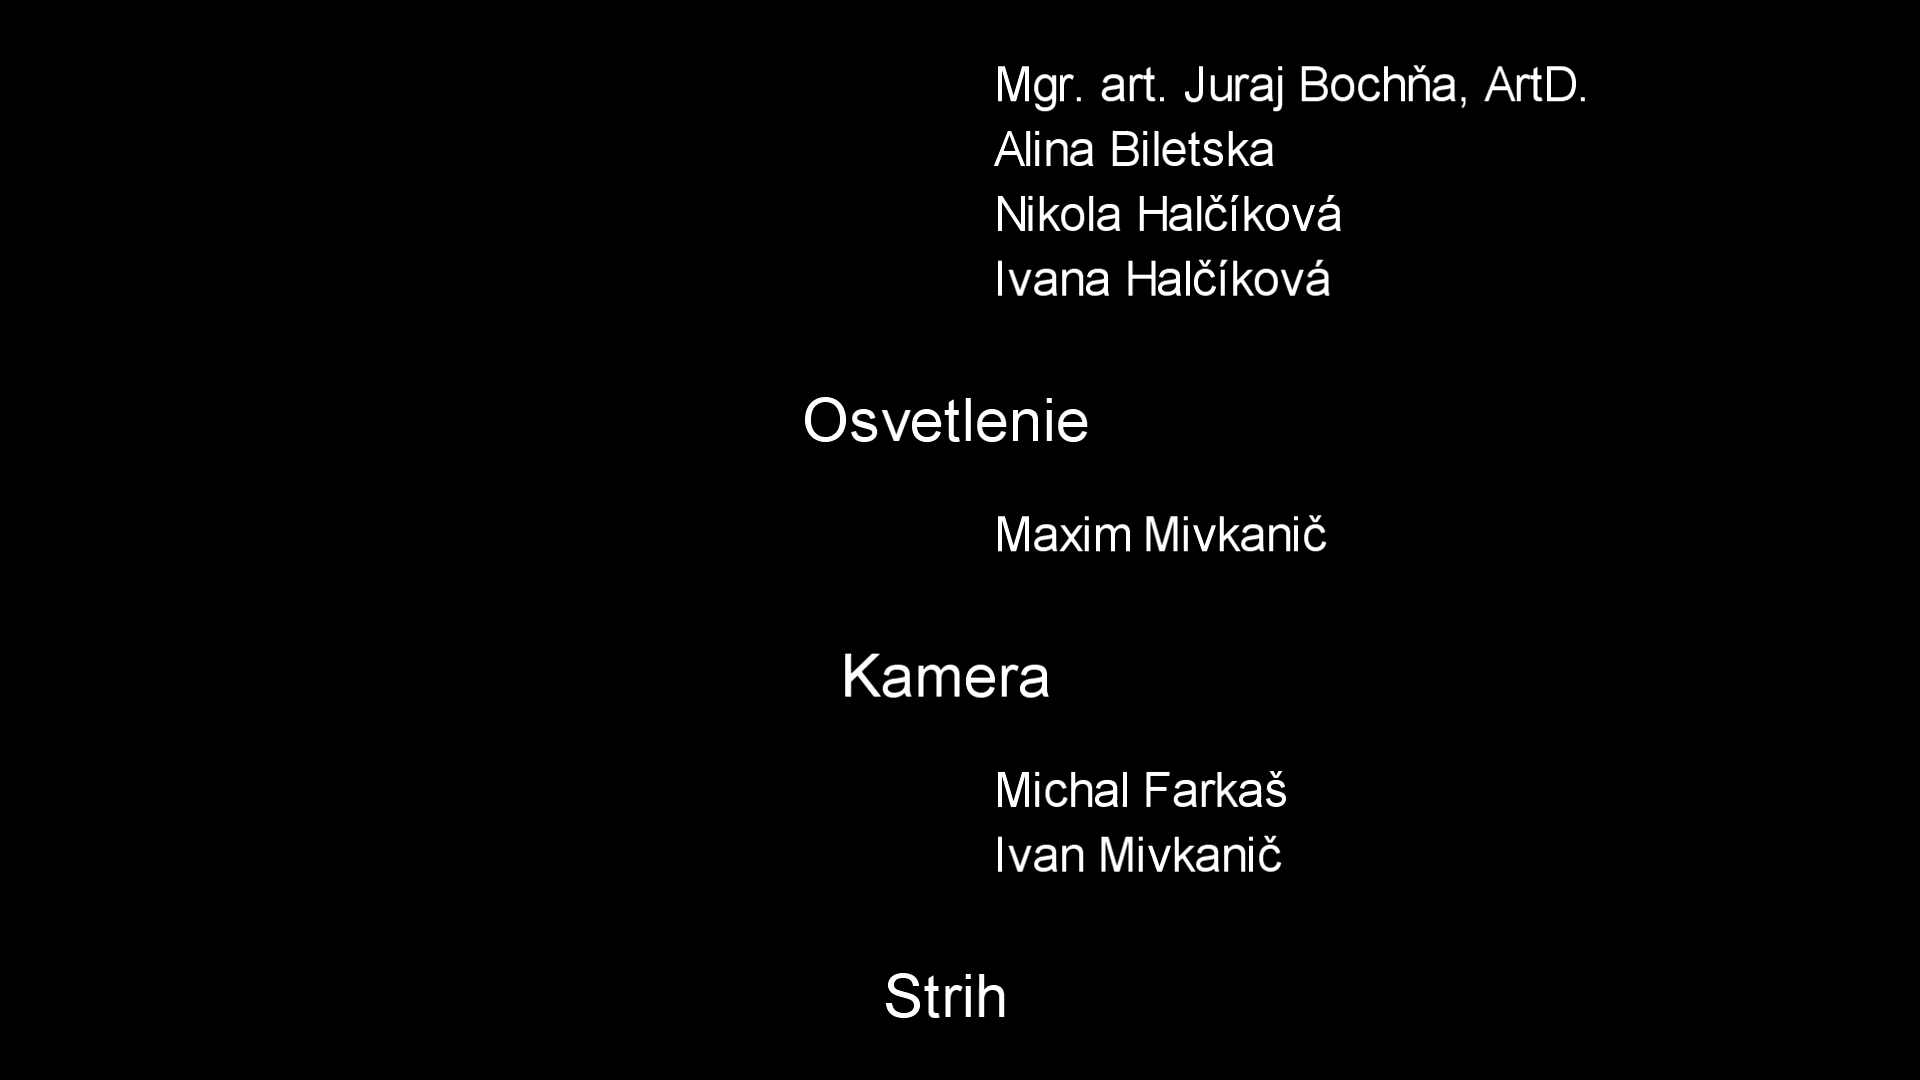 Mgr. art. Juraj Bochňa, ArtD.
Alina Biletska
Nikola Halčíková
Ivana Halčíková
Osvetlenie
Maxim Mivkanič
Kamera
Michal Farkaš
Ivan Mivkanič
Strih